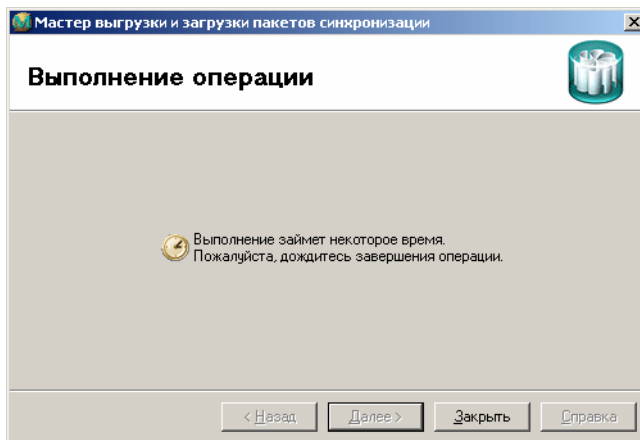 Мастер выгрузки и загрузки пакетов синхронизации
Выполнение операции
Выполнение займет некоторое время.
Пожалуйста, дождитесь завершения операции.
< Назад
Далее >
Закрыть
Справка